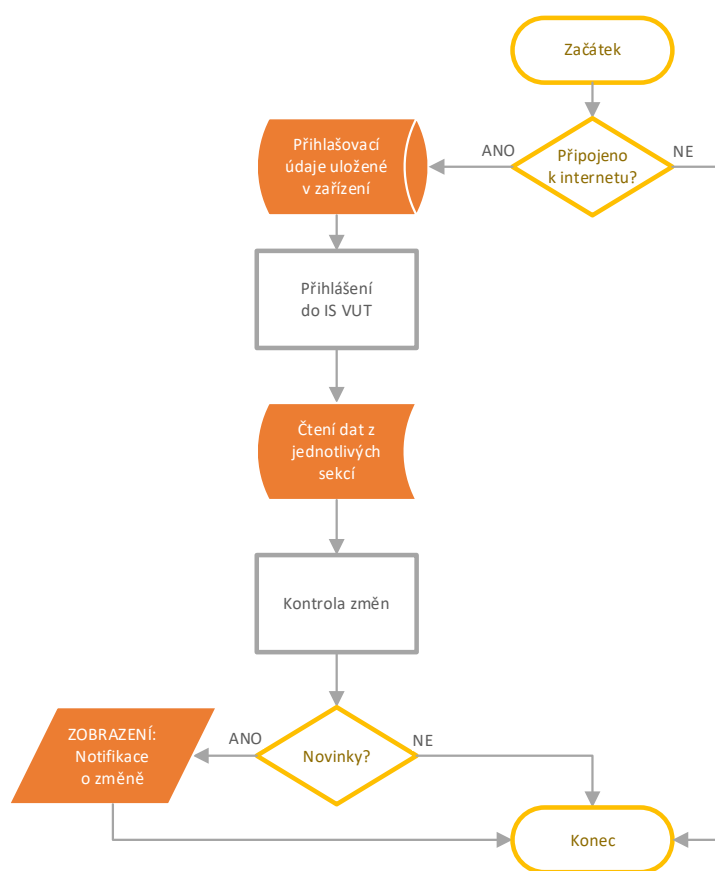 Začátek
Připojeno
k internetu?
ANO
NE
Přihlašovací
údaje uložené
v zařízení
Přihlášení
do IS VUT
Čtení dat z
jednotlivých
sekcí
Kontrola změn
Novinky?
ANO
NE
ZOBRAZENÍ:
Notifikace
o změně
Konec